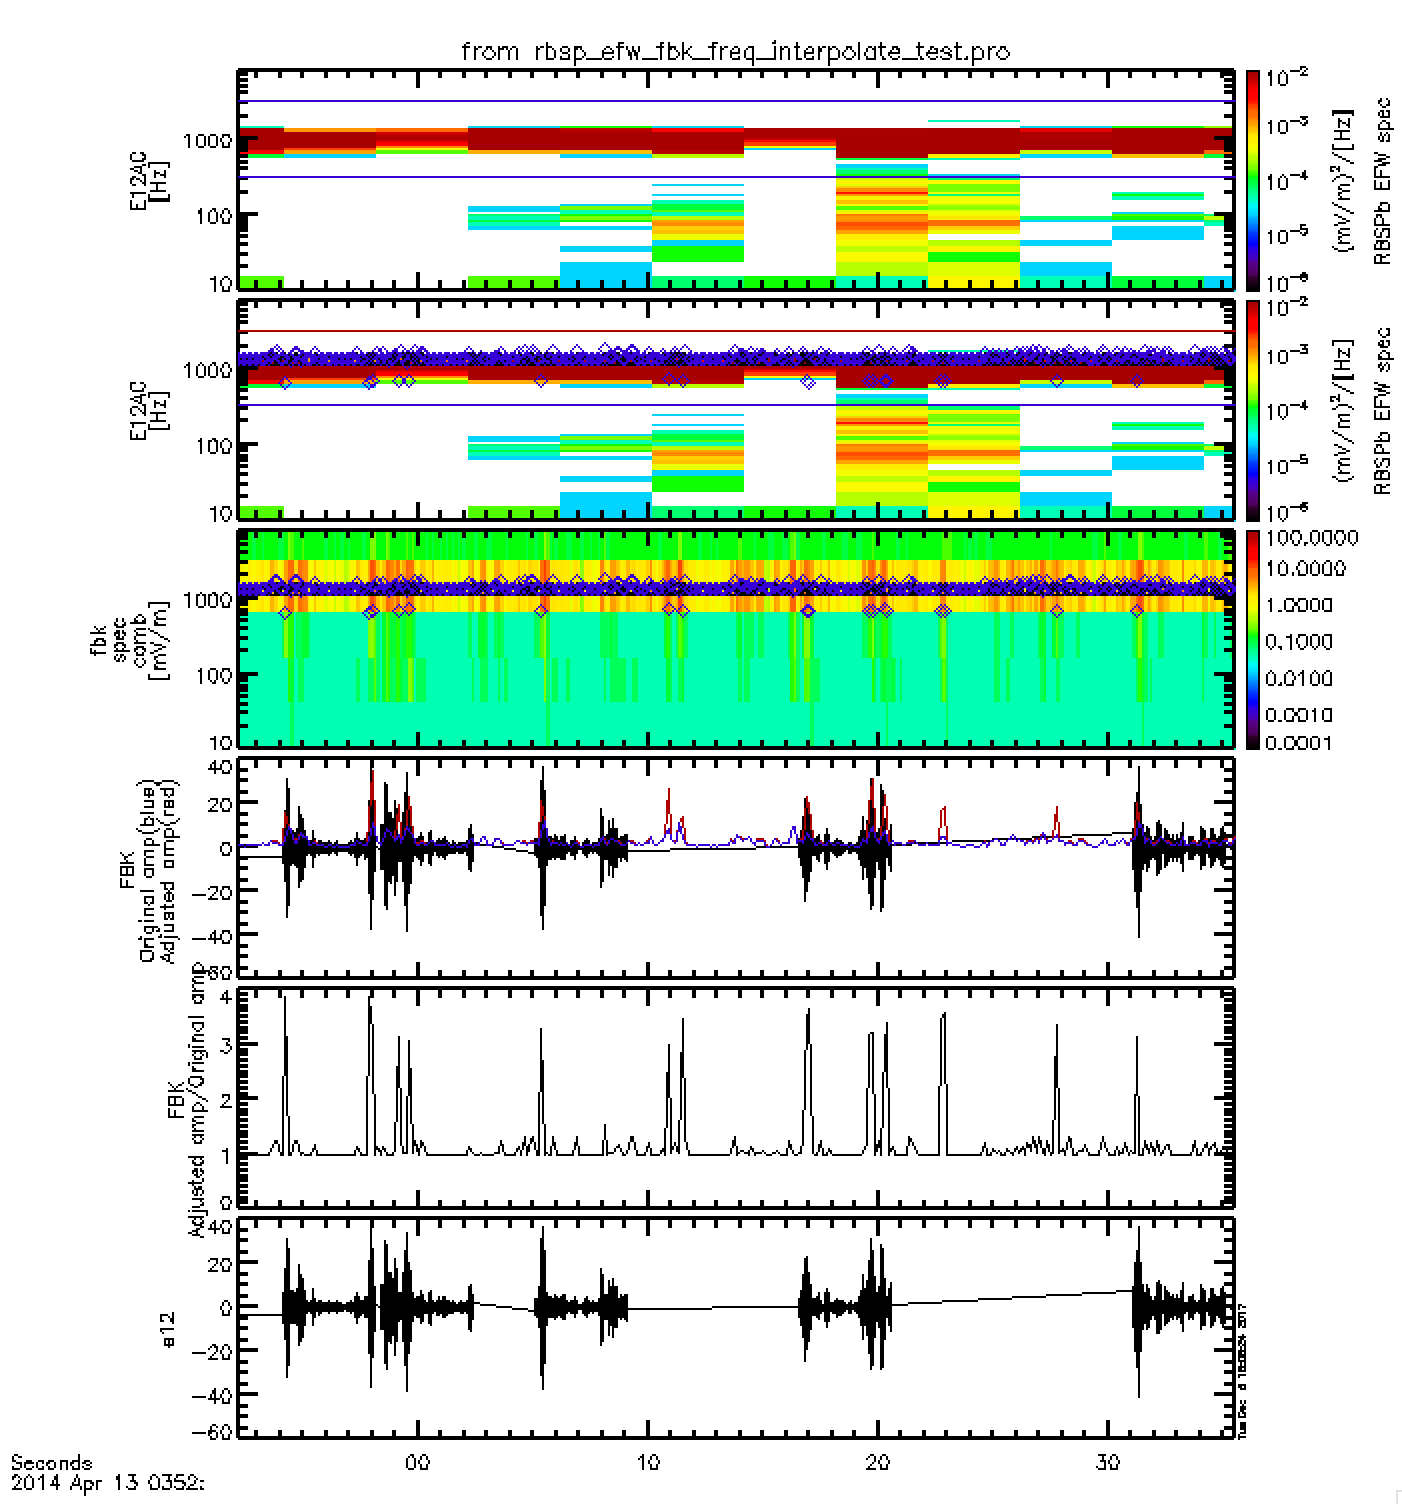 from rbsp_efw_fbk_freq_interpolate_test.pro
E12AC
[Hz]
1000
100
10
10^-2
10^-3
10^-4
10^-5
10^-6
(mV/m)^2/[Hz]
RBSPb EFW spec
E12AC
[Hz]
1000
100
10
10^-2
10^-3
10^-4
10^-5
10^-6
(mV/m)^2/[Hz]
RBSPb EFW spec
fbk
spec
comb
[mV/m]
1000
100
10
100.0000
10.0000
1.0000
0.1000
0.0100
0.0010
0.0001
FBK
Original amp(blue)
Adjusted amp(red)
40
20
0
-20
-40
-60
FBK
Adjusted amp/Original amp
4
3
2
1
0
e12
40
20
0
-20
-40
-60
00
10
20
30
Seconds
2014 Apr 13 0352:
Tue Dec 2017